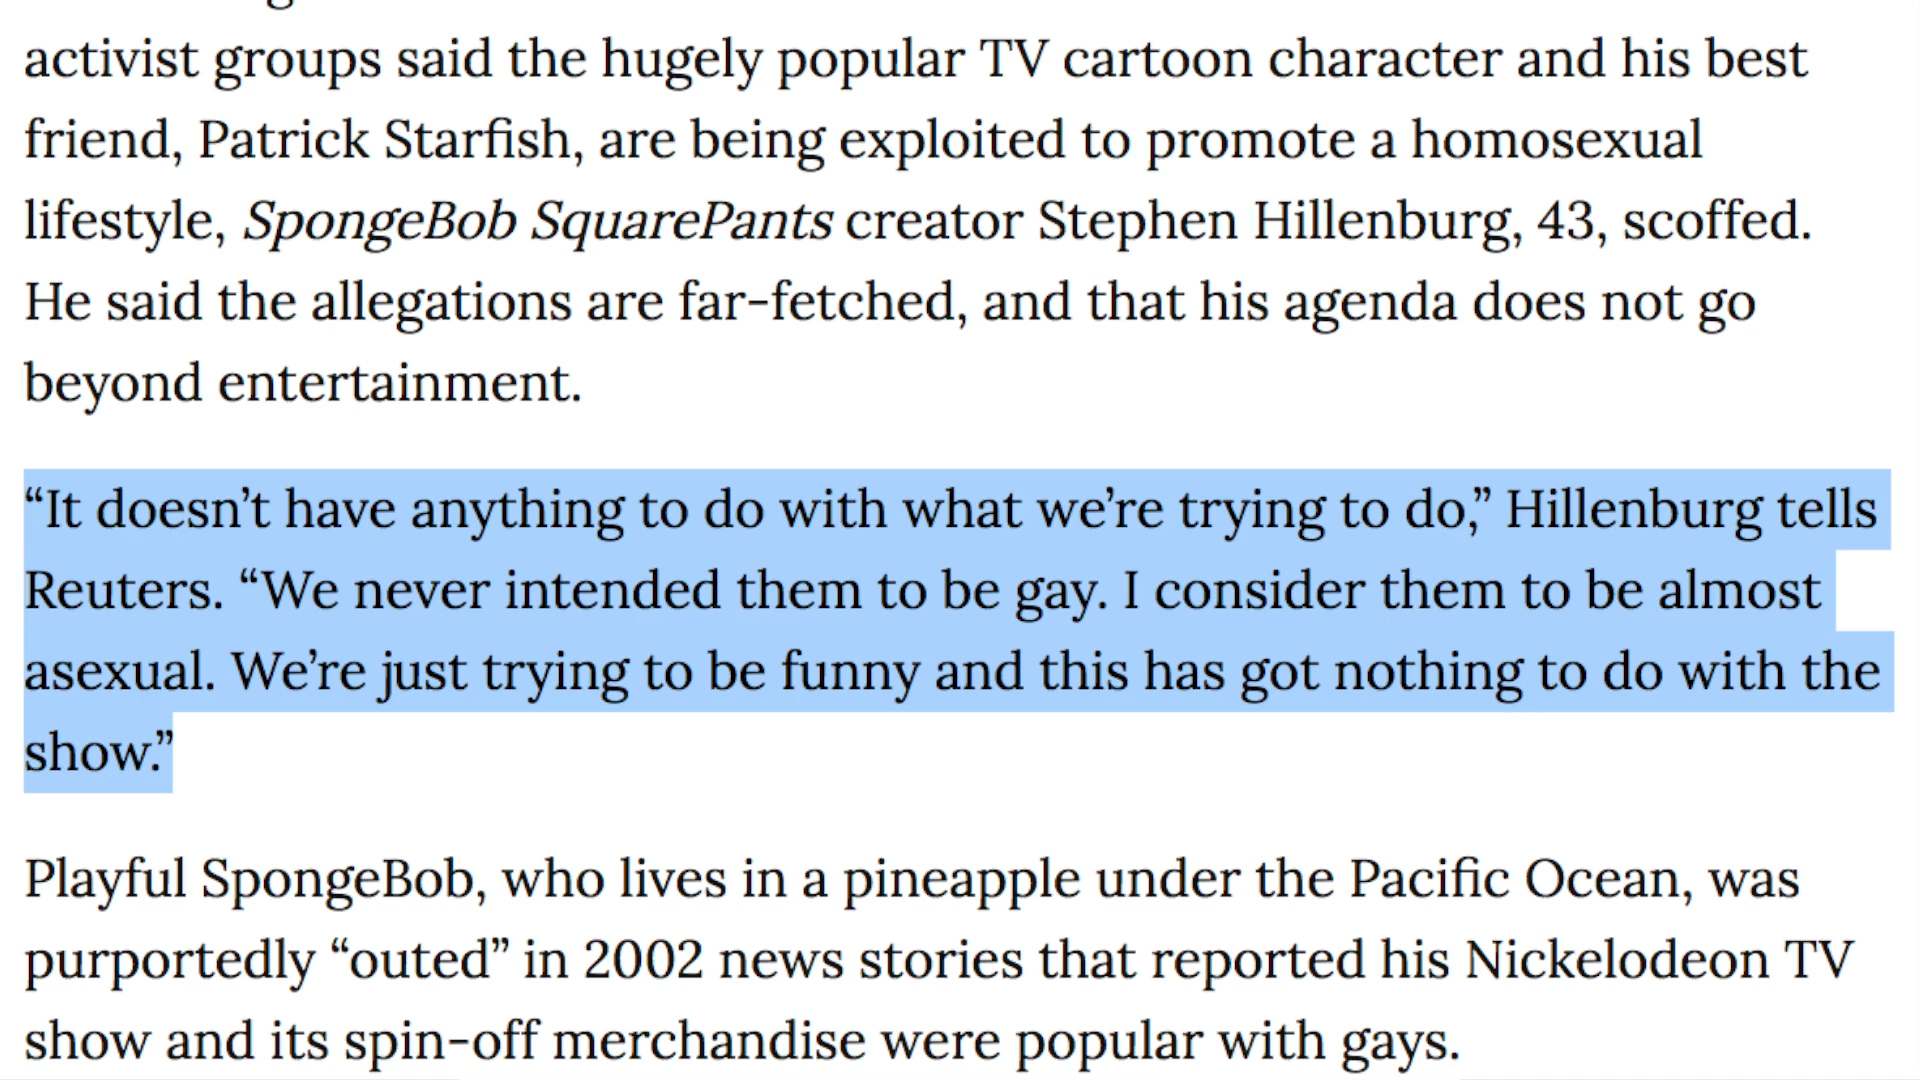 activist groups said the hugely popular TV cartoon character and his best
friend, Patrick Starfish, are being exploited to promote a homosexual
lifestyle, SpongeBob SquarePants creator Stephen Hillenburg, 43, scoffed.
He said the allegations are far-fetched, and that his agenda does not go
beyond entertainment.
“It doesn’t have anything to do with what we’re trying to do,” Hillenburg tells
Reuters. “We never intended them to be gay. I consider them to be almost
asexual. We’re just trying to be funny and this has got nothing to do with the
show.”
Playful SpongeBob, who lives in a pineapple under the Pacific Ocean, was
purportedly “outed” in 2002 news stories that reported his Nickelodeon TV
show and its spin-off merchandise were popular with gays.